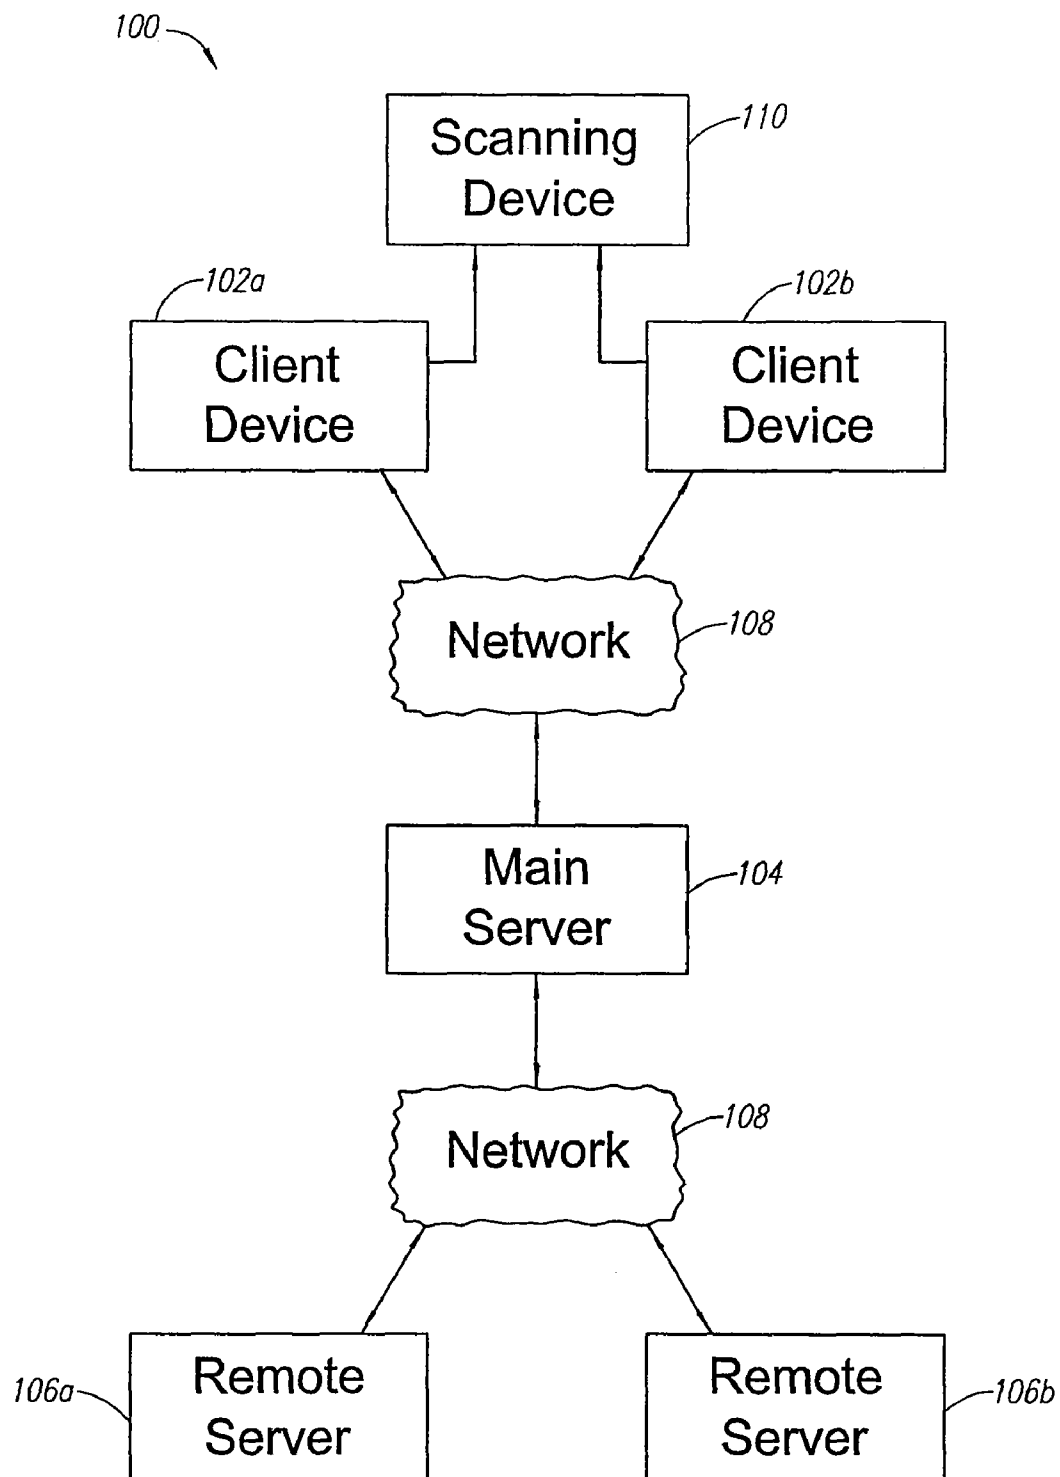 100
Scanning
Device
110
102a
102b
Client
Device
Client
Device
Network
108
Main
Server
104
Network
108
Remote
Server
106a
Remote
Server
106b